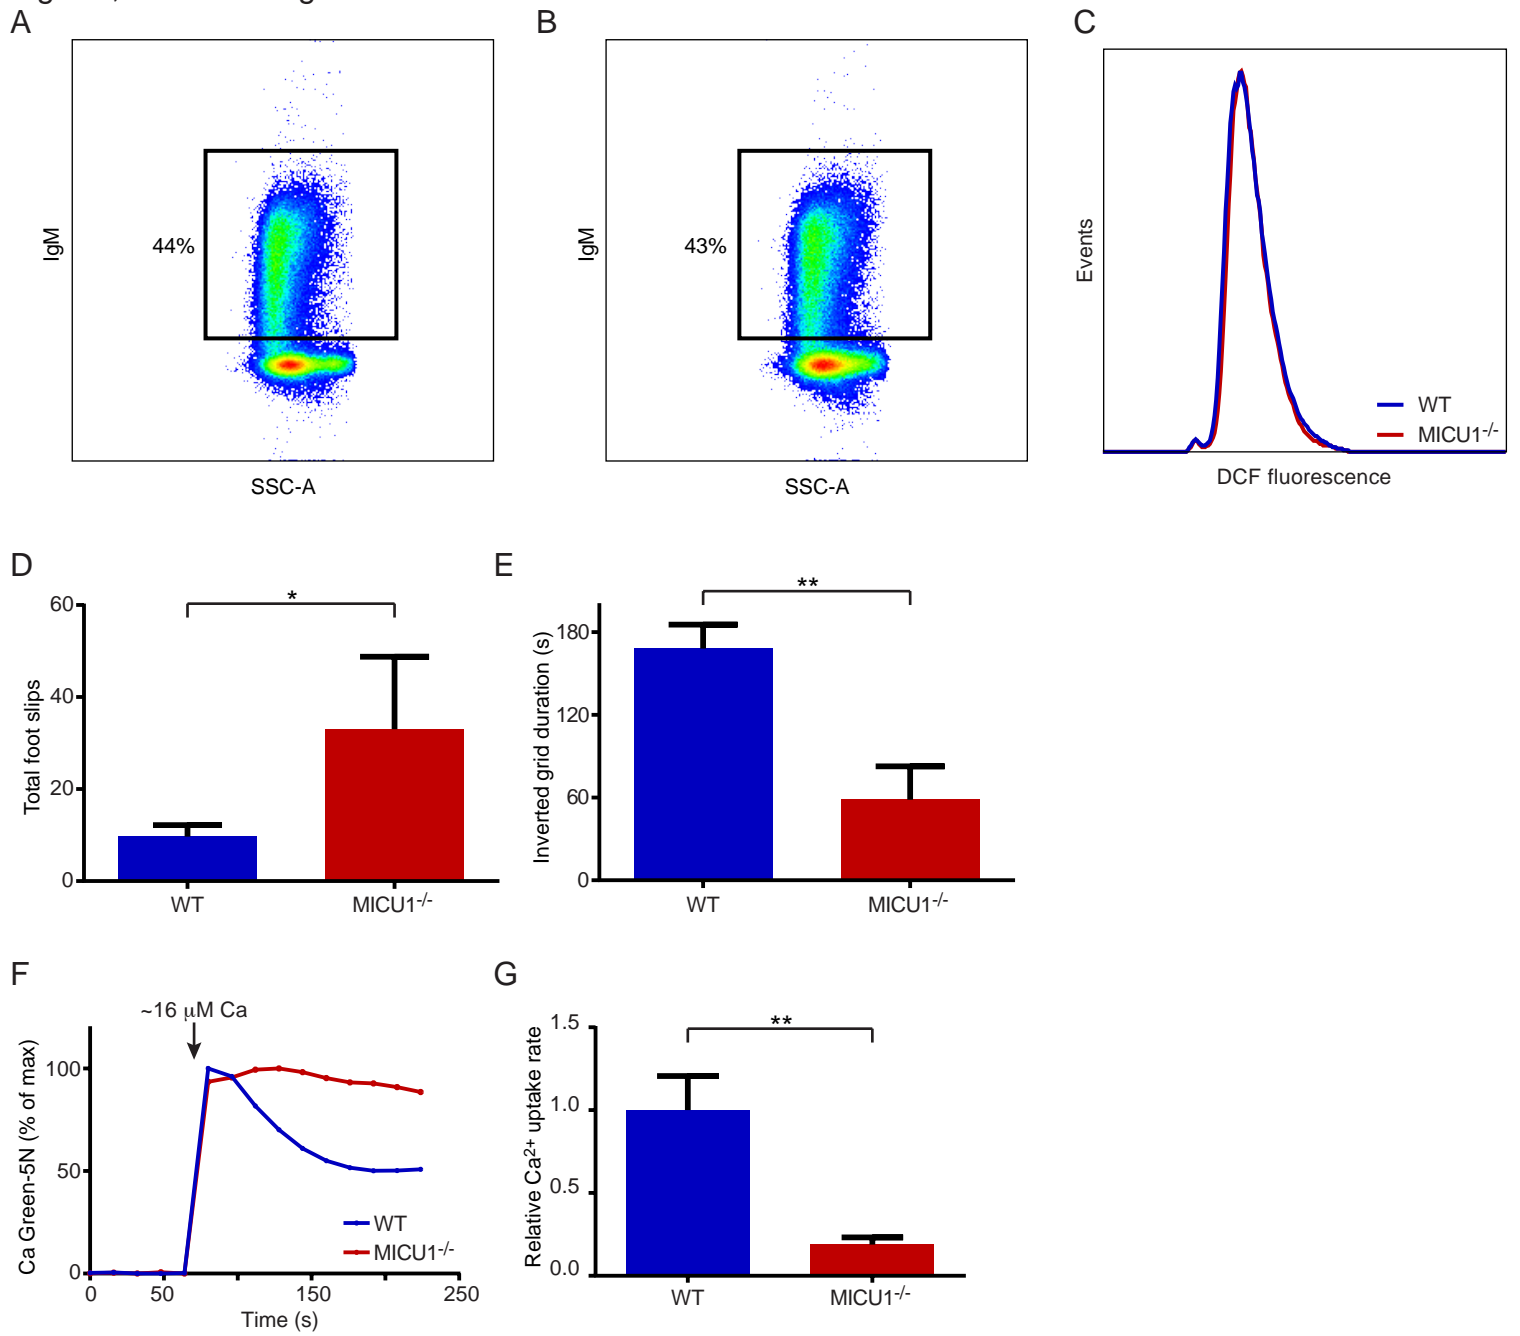 A
B
C
IgM
44%
SSC-A
IgM
43%
SSC-A
Events
WT
MICU1-/-
DCF fluorescence
D
E
Total foot slips
60
40
20
0
*
WT
MICU1-/-
Inverted grid duration (s)
180
120
60
0
**
WT
MICU1-/-
F
G
~16 µM Ca
Ca Green-5N (% of max)
100
50
0
WT
MICU1-/-
0
50
150
250
Time (s)
Relative Ca2+ uptake rate
1.5
1.0
0.5
0.0
**
WT
MICU1-/-